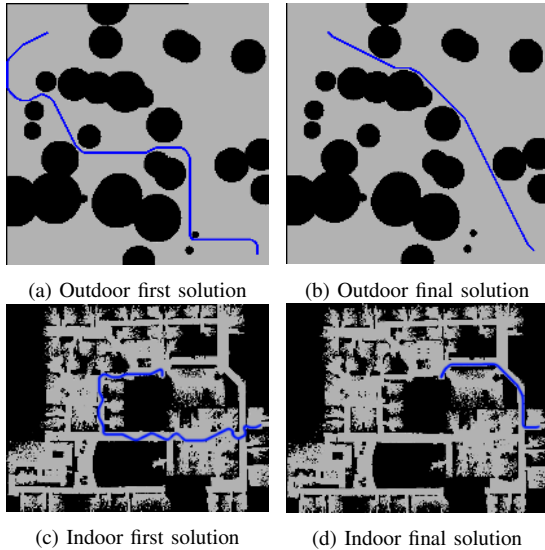 (a) Outdoor first solution
(b) Outdoor final solution
(c) Indoor first solution
(d) Indoor final solution